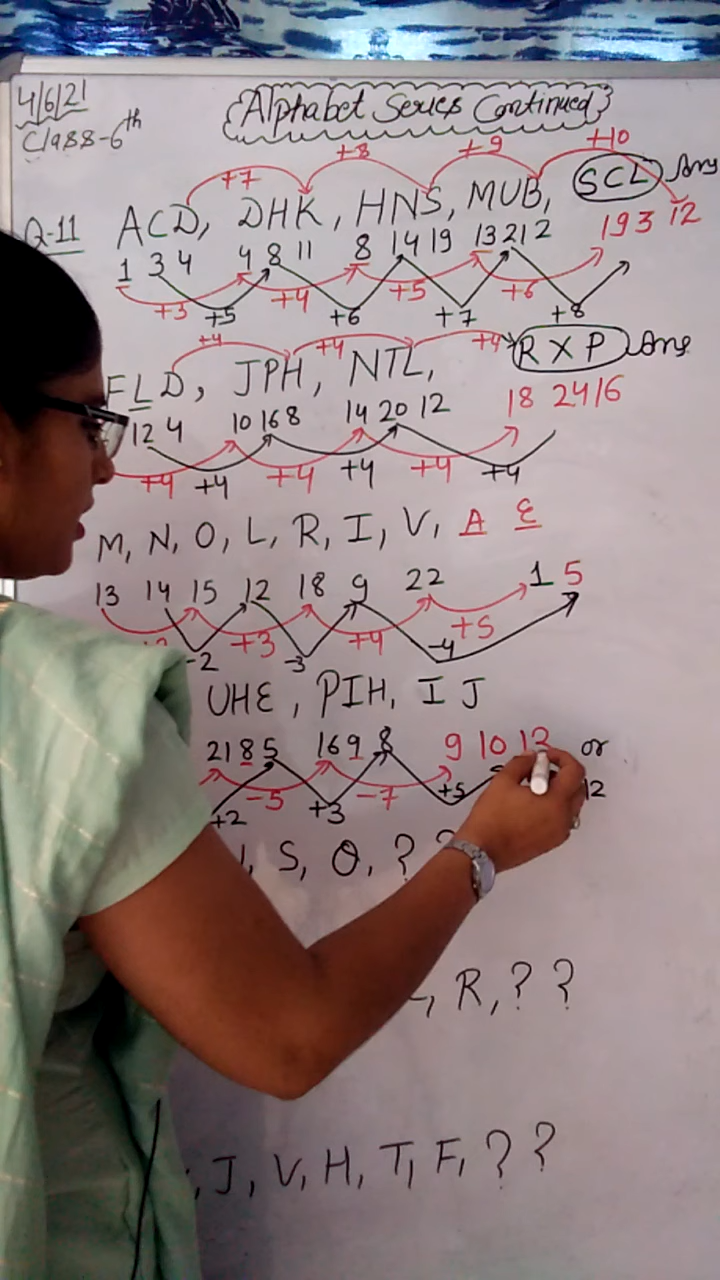 4/6/21
Class-6th
Alphabet Series Continued
+7 +8 +9 +10
Q-11 ACD, DHK, HNS, MUB, SCL Ans
1 3 4 4 8 11 8 14 19 13 21 2 19 3 12
+3 +5 +4 +6 +5 +7 +6 +8
+4 +4 +4
FLD, JPH, NTL, RXP Ans
12 4 10 16 8 14 20 12 18 24 16
+4 +4 +4 +4 +4 +4
M, N, O, L, R, I, V, A E
13 14 15 12 18 9 22 1 5
-2 +3 -3 +4 -4 +5
UHE, PIH, I J
21 8 5 16 9 8 9 10 or
+2 -5 +3 -7 +5 12
S, O, ?
R, ? ?
J, V, H, T, F, ? ?